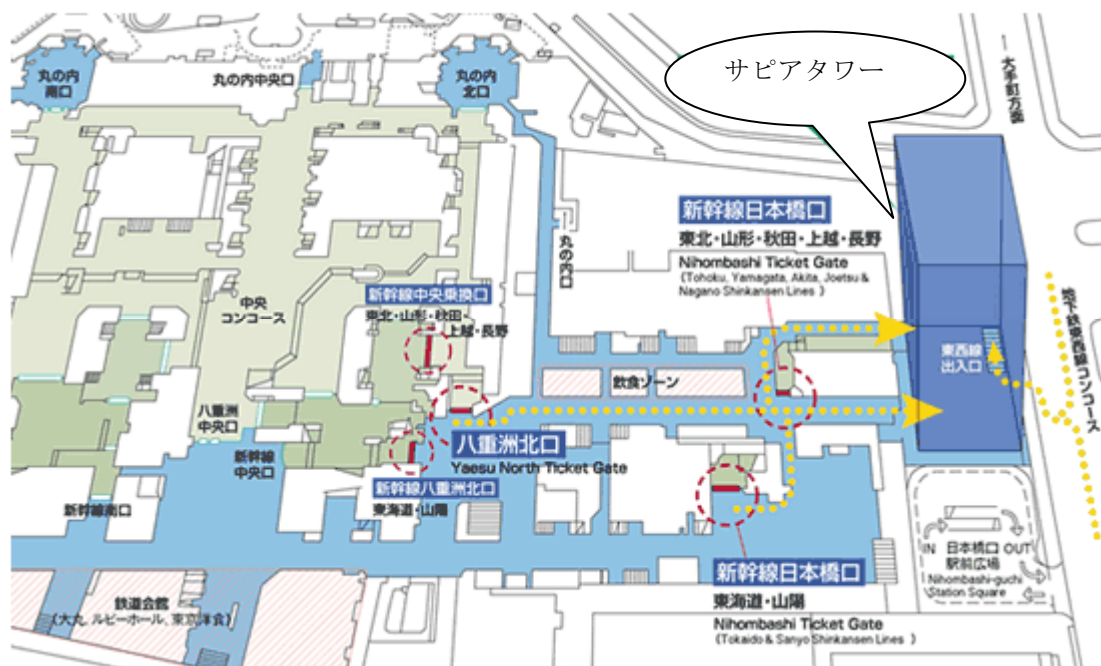 丸の内
南口
丸の内中央口
丸の内
北口
サピアタワー
←大手町方面
新幹線日本橋口
東北・山形・秋田・上越・長野
Nihombashi Ticket Gate
(Tohoku, Yamagata, Akita, Joetsu &
Nagano Shinkansen Lines )
←丸の内口
新幹線中央乗換口
東北・山形・秋田・
上越・長野
中央
コンコース
地下鉄東西線コンコース
東西線
出入口
飲食ゾーン
八重洲
中央口
八重洲北口
Yaesu North Ticket Gate
新幹線
中央口
新幹線八重洲北口
東海道・山陽
新幹線南口
IN 日本橋口 OUT
駅前広場
Nihombashi-guchi
Station Square
新幹線日本橋口
東海道・山陽
Nihombashi Ticket Gate
(Tokaido & Sanyo Shinkansen Lines )
鉄道会館
(大丸、ルビーホール、東京洋食)